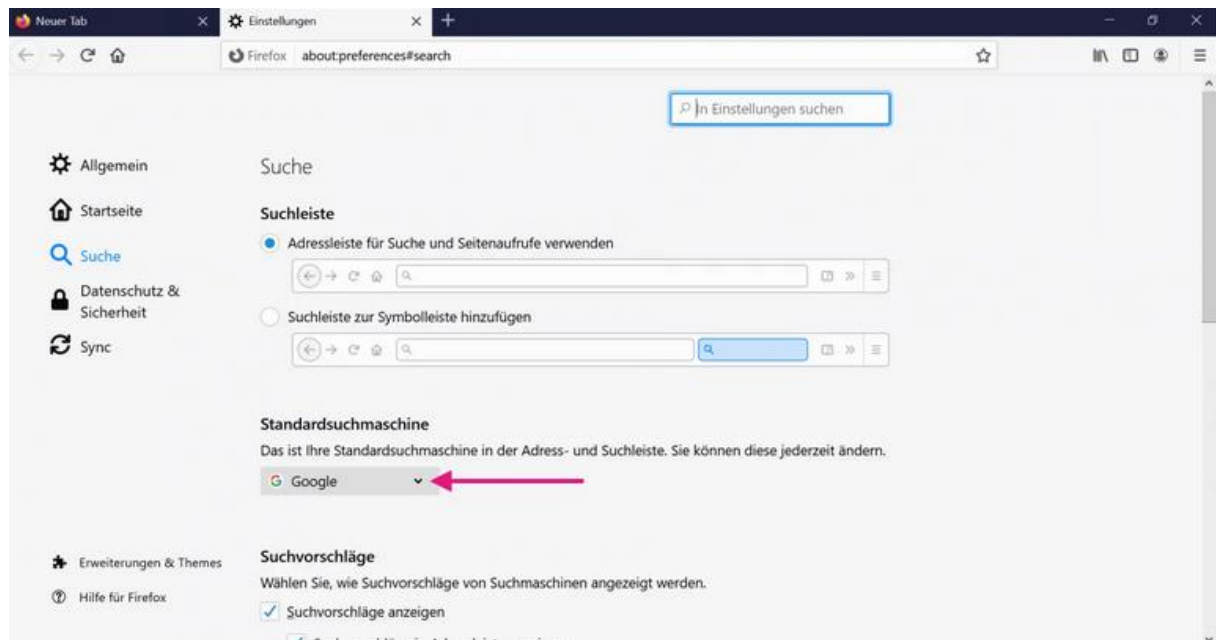 Neuer Tab
Einstellungen
Firefox about:preferences#search
In Einstellungen suchen
Allgemein
Startseite
Suche
Datenschutz &
Sicherheit
Sync
Erweiterungen & Themes
Hilfe für Firefox
Suche
Suchleiste
Adressleiste für Suche und Seitenaufrufe verwenden
Suchleiste zur Symbolleiste hinzufügen
Standardsuchmaschine
Das ist Ihre Standardsuchmaschine in der Adress- und Suchleiste. Sie können diese jederzeit ändern.
Google
Suchvorschläge
Wählen Sie, wie Suchvorschläge von Suchmaschinen angezeigt werden.
Suchvorschläge anzeigen